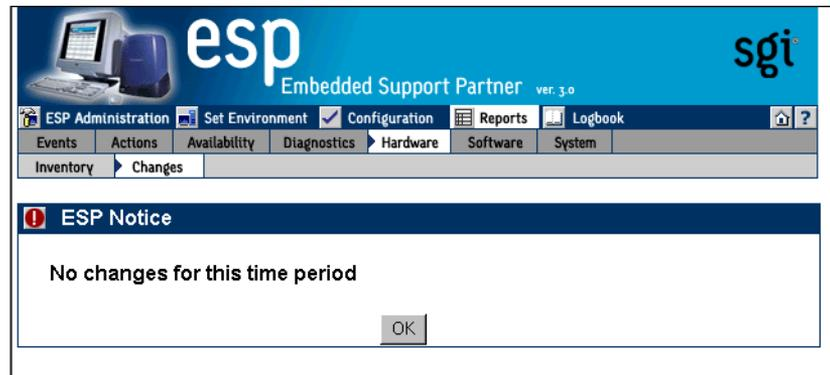 esp
Embedded Support Partner ver. 3.0
sgi
ESP Administration Set Environment Configuration Reports Logbook ?
Events Actions Availability Diagnostics Hardware Software System
Inventory Changes
ESP Notice
No changes for this time period
OK